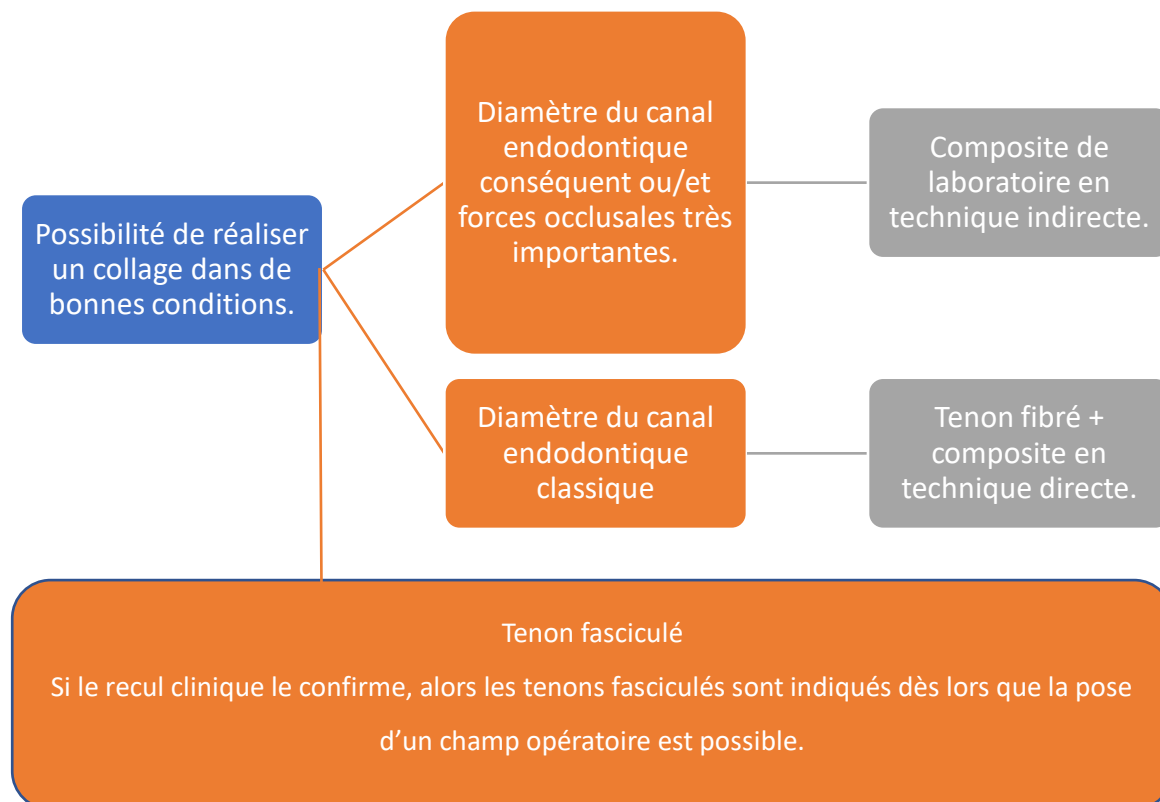 Possibilité de réaliser
un collage dans de
bonnes conditions.
Diamètre du canal
endodontique
conséquent ou/et
forces occlusales très
importantes.
Composite de
laboratoire en
technique indirecte.
Diamètre du canal
endodontique
classique
Tenon fibré +
composite en
technique directe.
Tenon fasciculé
Si le recul clinique le confirme, alors les tenons fasciculés sont indiqués dès lors que la pose
d’un champ opératoire est possible.